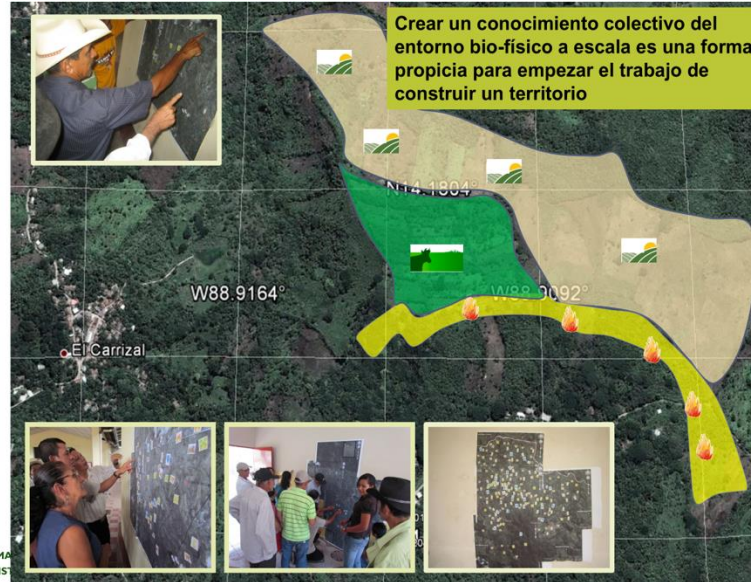 Crear un conocimiento colectivo del
entorno bio-físico a escala es una forma
propicia para empezar el trabajo de
construir un territorio
N14.1804°
W88.9164°
W88.9092°
El Carrizal